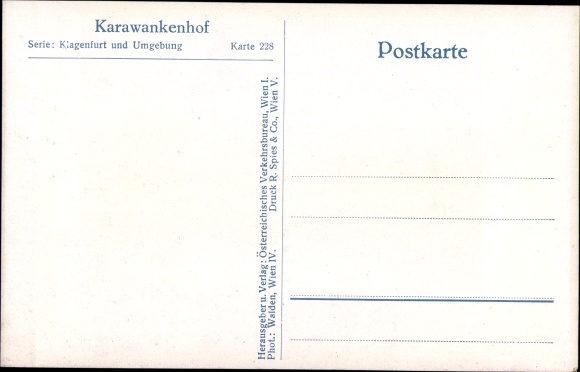 Karawankenhof
Serie: Klagenfurt und Umgebung Karte 228
Postkarte
Herausgeber u. Verlag: Österreichisches Verkehrsbureau, Wien I.
Phot.: Walden, Wien IV. Druck R. Spies & Co., Wien V.